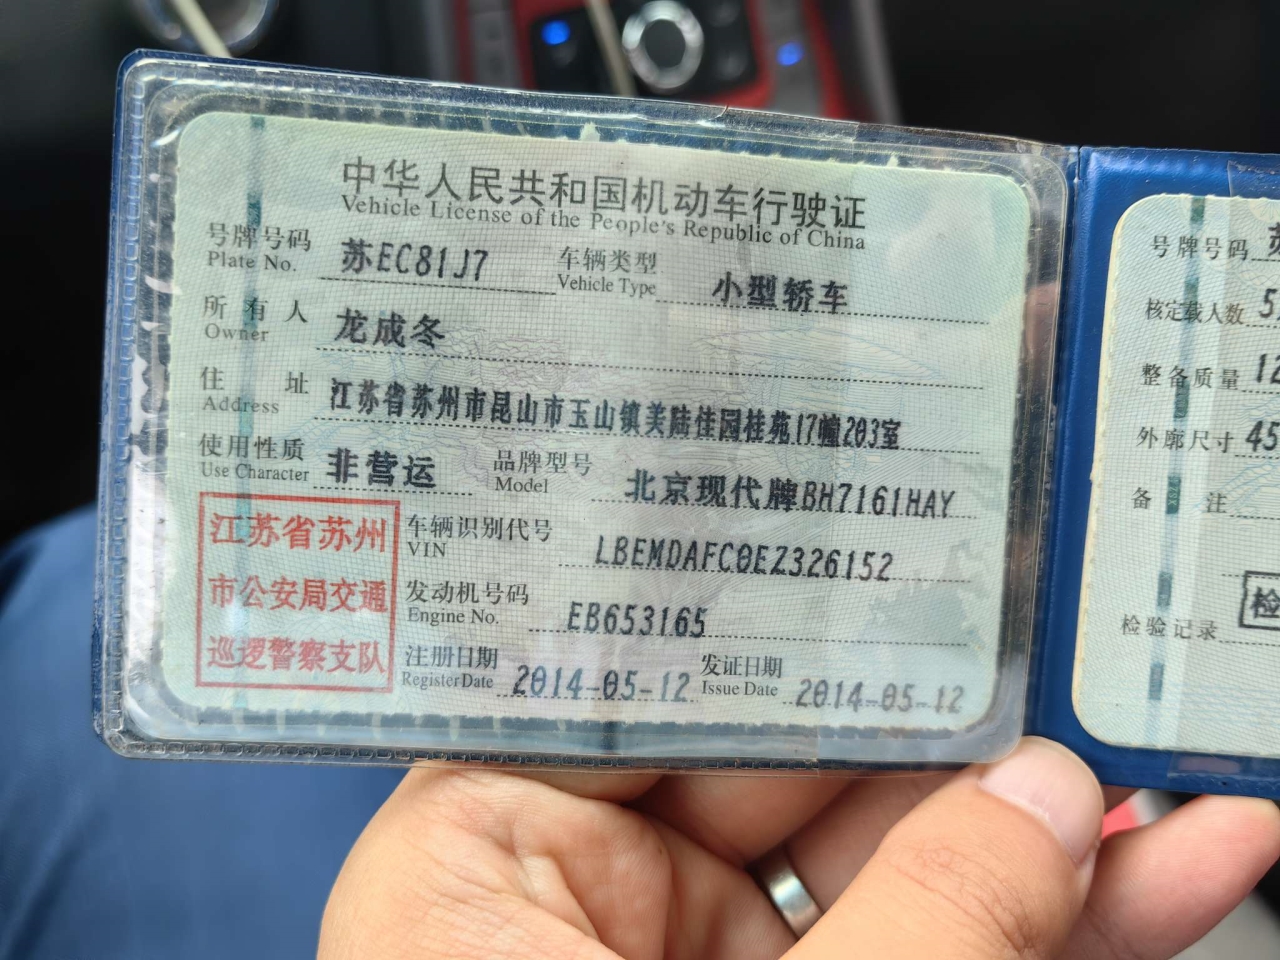 中华人民共和国机动车行驶证
Vehicle License of the People's Republic of China
号牌号码 苏EC81J7 车辆类型 小型轿车
Plate No. Vehicle Type
所有人 龙成冬
Owner
住址 江苏省苏州市昆山市玉山镇美陆佳园桂苑17幢203室
Address
使用性质 非营运 品牌型号 北京现代牌BH7161HAY
Use Character Model
车辆识别代号 LBEMDAFC0EZ326152
VIN
发动机号码 EB653165
Engine No.
注册日期 2014-05-12 发证日期 2014-05-12
Register Date Issue Date
江苏省苏州
市公安局交通
巡逻警察支队
号牌号码
核定载人数 5
整备质量 12
外廓尺寸 45
备注
检验记录 检